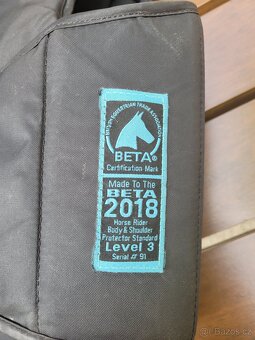 BRITISH EQUESTRIAN TRADE ASSOCIATION
BETA®
Certification Mark
Made To The
BETA
2018
Horse Rider
Body & Shoulder
Protector Standard
Level 3
Serial # 91